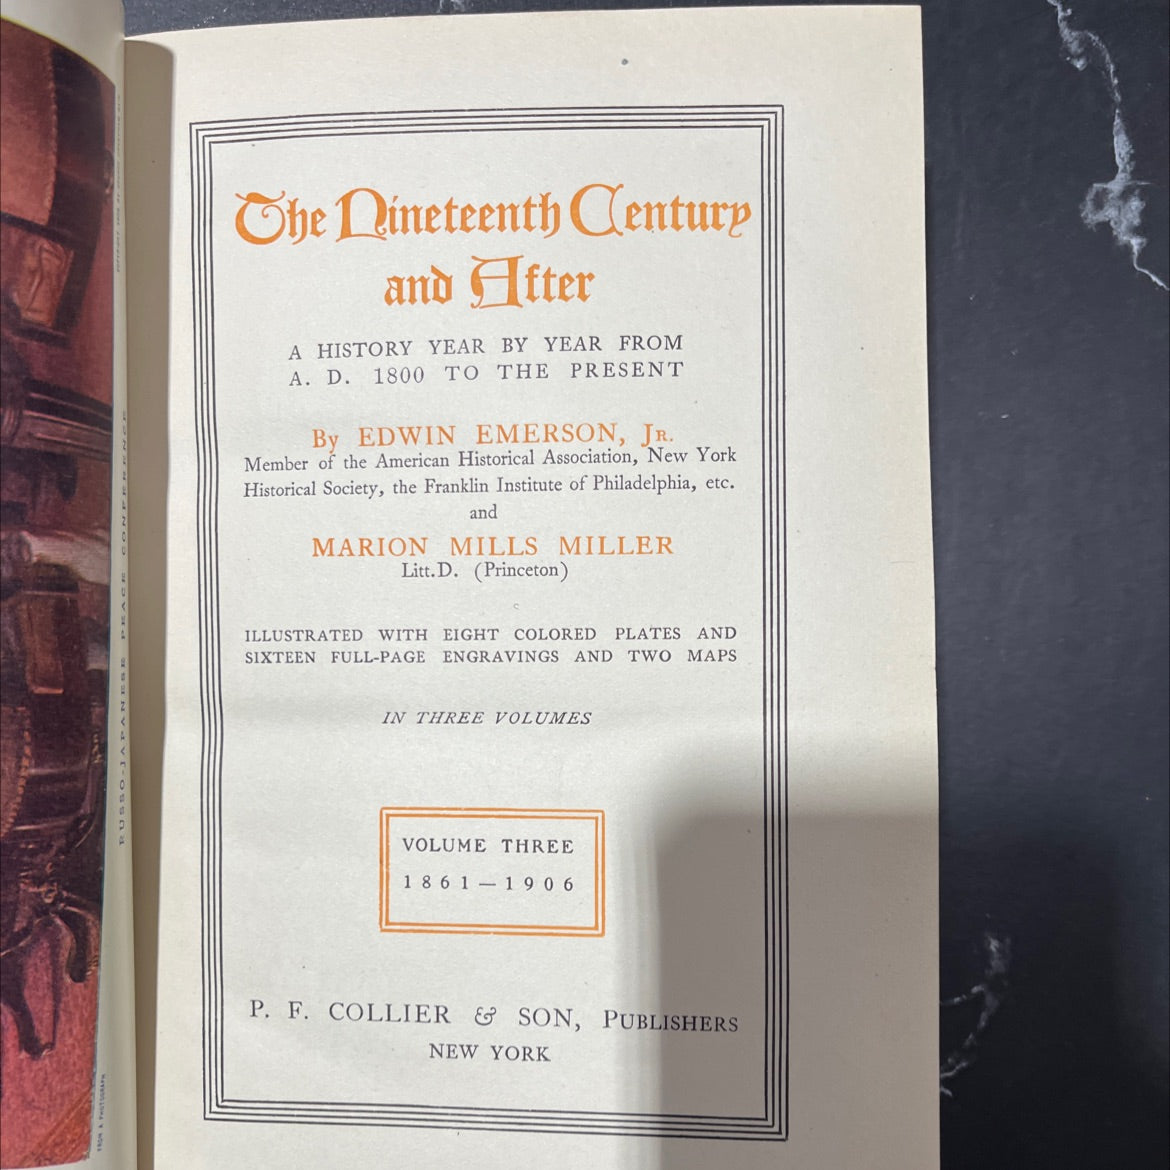 The Nineteenth Century
and After
A HISTORY YEAR BY YEAR FROM
A. D. 1800 TO THE PRESENT
By EDWIN EMERSON, JR.
Member of the American Historical Association, New York
Historical Society, the Franklin Institute of Philadelphia, etc.
and
MARION MILLS MILLER
Litt.D. (Princeton)
ILLUSTRATED WITH EIGHT COLORED PLATES AND
SIXTEEN FULL-PAGE ENGRAVINGS AND TWO MAPS
IN THREE VOLUMES
VOLUME THREE
1861—1906
P. F. COLLIER & SON, PUBLISHERS
NEW YORK
RUSSO-JAPANESE PEACE CONFERENCE
FROM A PHOTOGRAPH